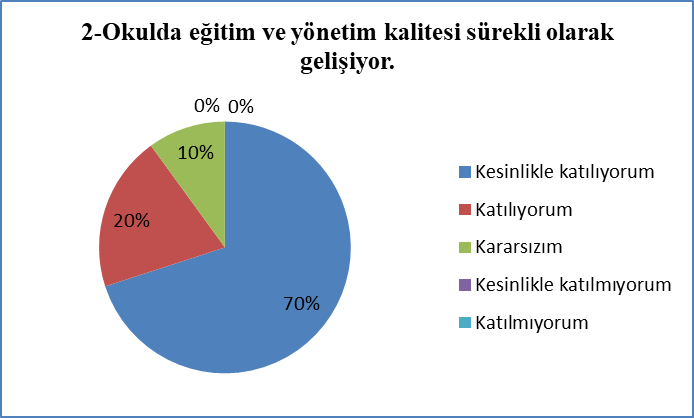 2-Okulda eğitim ve yönetim kalitesi sürekli olarak
gelişiyor.
0% 0%
10%
20%
70%
Kesinlikle katılıyorum
Katılıyorum
Kararsızım
Kesinlikle katılmıyorum
Katılmıyorum